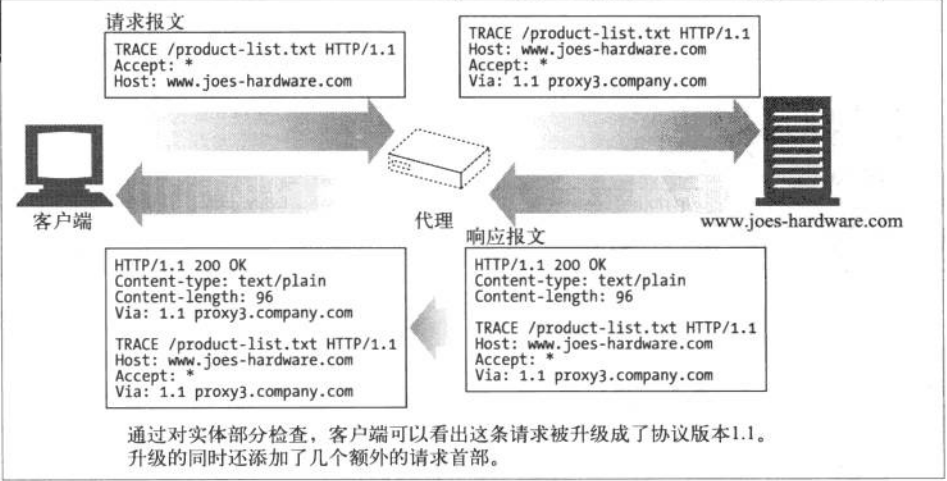 请求报文
TRACE /product-list.txt HTTP/1.1
Accept: *
Host: www.joes-hardware.com
TRACE /product-list.txt HTTP/1.1
Host: www.joes-hardware.com
Accept: *
Via: 1.1 proxy3.company.com
客户端
代理
www.joes-hardware.com
响应报文
HTTP/1.1 200 OK
Content-type: text/plain
Content-length: 96
Via: 1.1 proxy3.company.com
TRACE /product-list.txt HTTP/1.1
Host: www.joes-hardware.com
Accept: *
Via: 1.1 proxy3.company.com
HTTP/1.1 200 OK
Content-type: text/plain
Content-length: 96
TRACE /product-list.txt HTTP/1.1
Host: www.joes-hardware.com
Accept: *
Via: 1.1 proxy3.company.com
通过对实体部分检查，客户端可以看出这条请求被升级成了协议版本1.1。
升级的同时还添加了几个额外的请求首部。